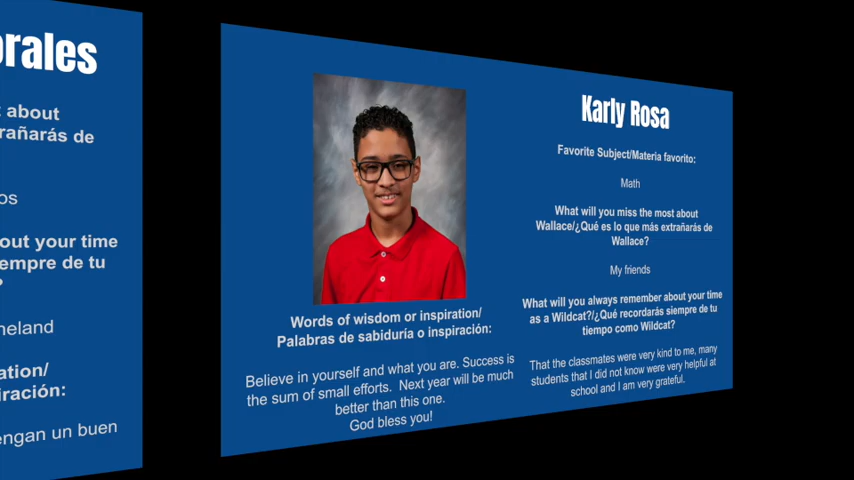 orales
about
rañarás de
os
out your time
iempre de tu
?
neland
ation/
iración:
engan un buen
Karly Rosa
Favorite Subject/Materia favorito:
Math
What will you miss the most about
Wallace/¿Qué es lo que más extrañarás de
Wallace?
My friends
What will you always remember about your time
as a Wildcat?/¿Qué recordarás siempre de tu
tiempo como Wildcat?
That the classmates were very kind to me, many
students that I did not know were very helpful at
school and I am very grateful.
Words of wisdom or inspiration/
Palabras de sabiduría o inspiración:
Believe in yourself and what you are. Success is
the sum of small efforts. Next year will be much
better than this one.
God bless you!